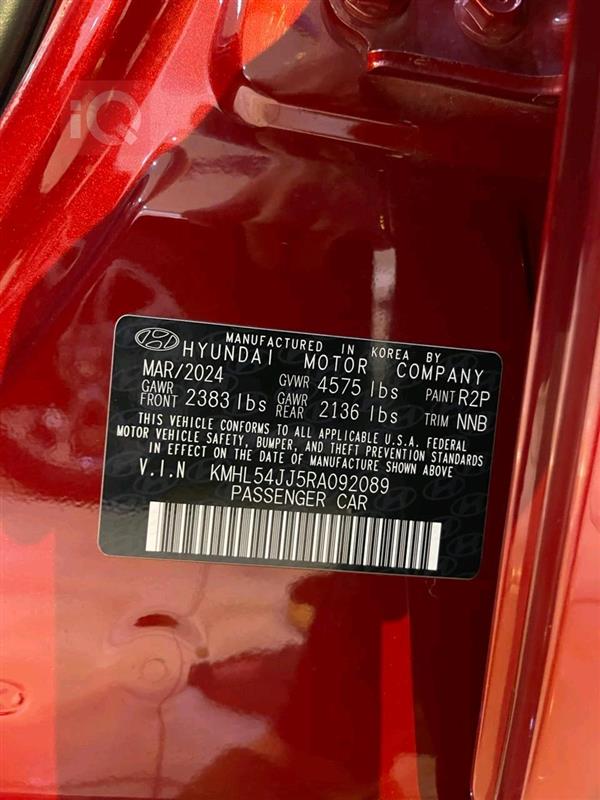 iQ
MANUFACTURED IN KOREA BY
HYUNDAI MOTOR COMPANY
MAR/2024 GVWR 4575 lbs PAINT R2P
GAWR FRONT 2383 lbs GAWR REAR 2136 lbs TRIM NNB
THIS VEHICLE CONFORMS TO ALL APPLICABLE U.S.A. FEDERAL
MOTOR VEHICLE SAFETY, BUMPER, AND THEFT PREVENTION STANDARDS
IN EFFECT ON THE DATE OF MANUFACTURE SHOWN ABOVE
V.I.N KMHL54JJ5RA092089
PASSENGER CAR